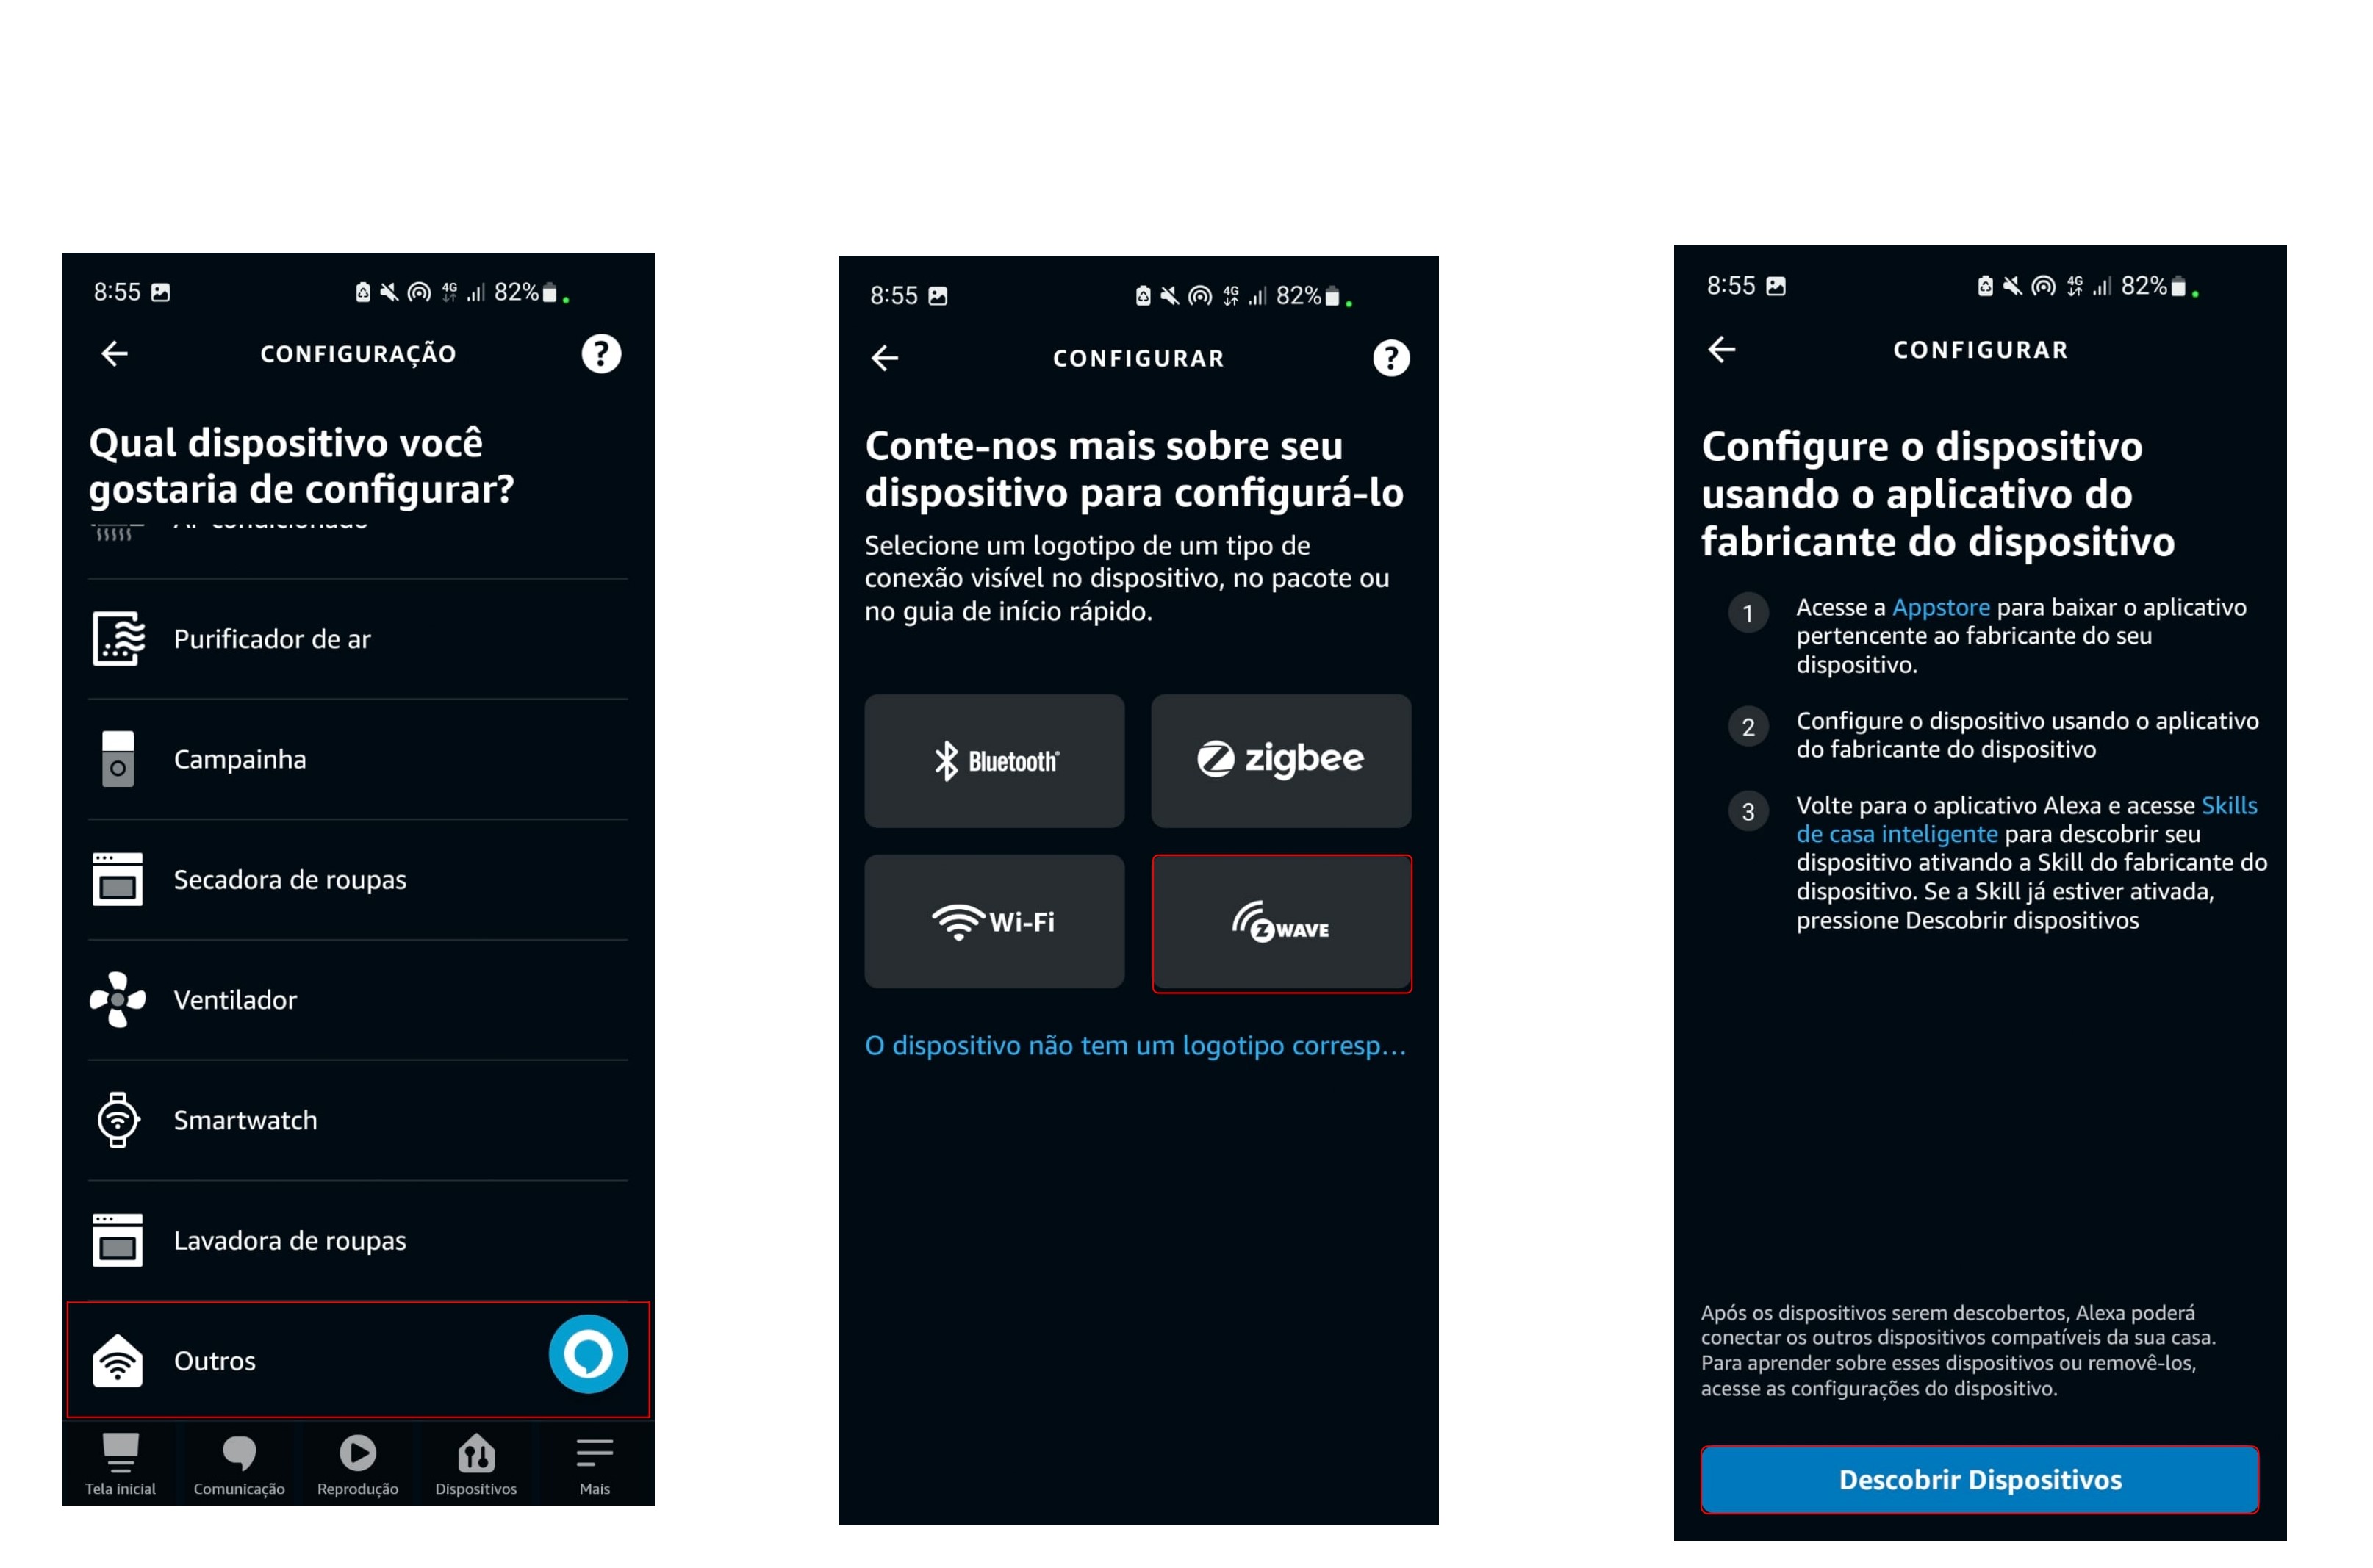 8:55
4G
82%
CONFIGURAÇÃO
?
Qual dispositivo você
gostaria de configurar?
Ar condicionado
Purificador de ar
Campainha
Secadora de roupas
Ventilador
Smartwatch
Lavadora de roupas
Outros
Tela inicial
Comunicação
Reprodução
Dispositivos
Mais
8:55
4G
82%
CONFIGURAR
?
Conte-nos mais sobre seu
dispositivo para configurá-lo
Selecione um logotipo de um tipo de
conexão visível no dispositivo, no pacote ou
no guia de início rápido.
Bluetooth®
zigbee
Wi-Fi
Z WAVE
O dispositivo não tem um logotipo corresp...
8:55
4G
82%
CONFIGURAR
Configure o dispositivo
usando o aplicativo do
fabricante do dispositivo
1 Acesse a Appstore para baixar o aplicativo
pertencente ao fabricante do seu
dispositivo.
2 Configure o dispositivo usando o aplicativo
do fabricante do dispositivo
3 Volte para o aplicativo Alexa e acesse Skills
de casa inteligente para descobrir seu
dispositivo ativando a Skill do fabricante do
dispositivo. Se a Skill já estiver ativada,
pressione Descobrir dispositivos
Após os dispositivos serem descobertos, Alexa poderá
conectar os outros dispositivos compatíveis da sua casa.
Para aprender sobre esses dispositivos ou removê-los,
acesse as configurações do dispositivo.
Descobrir Dispositivos